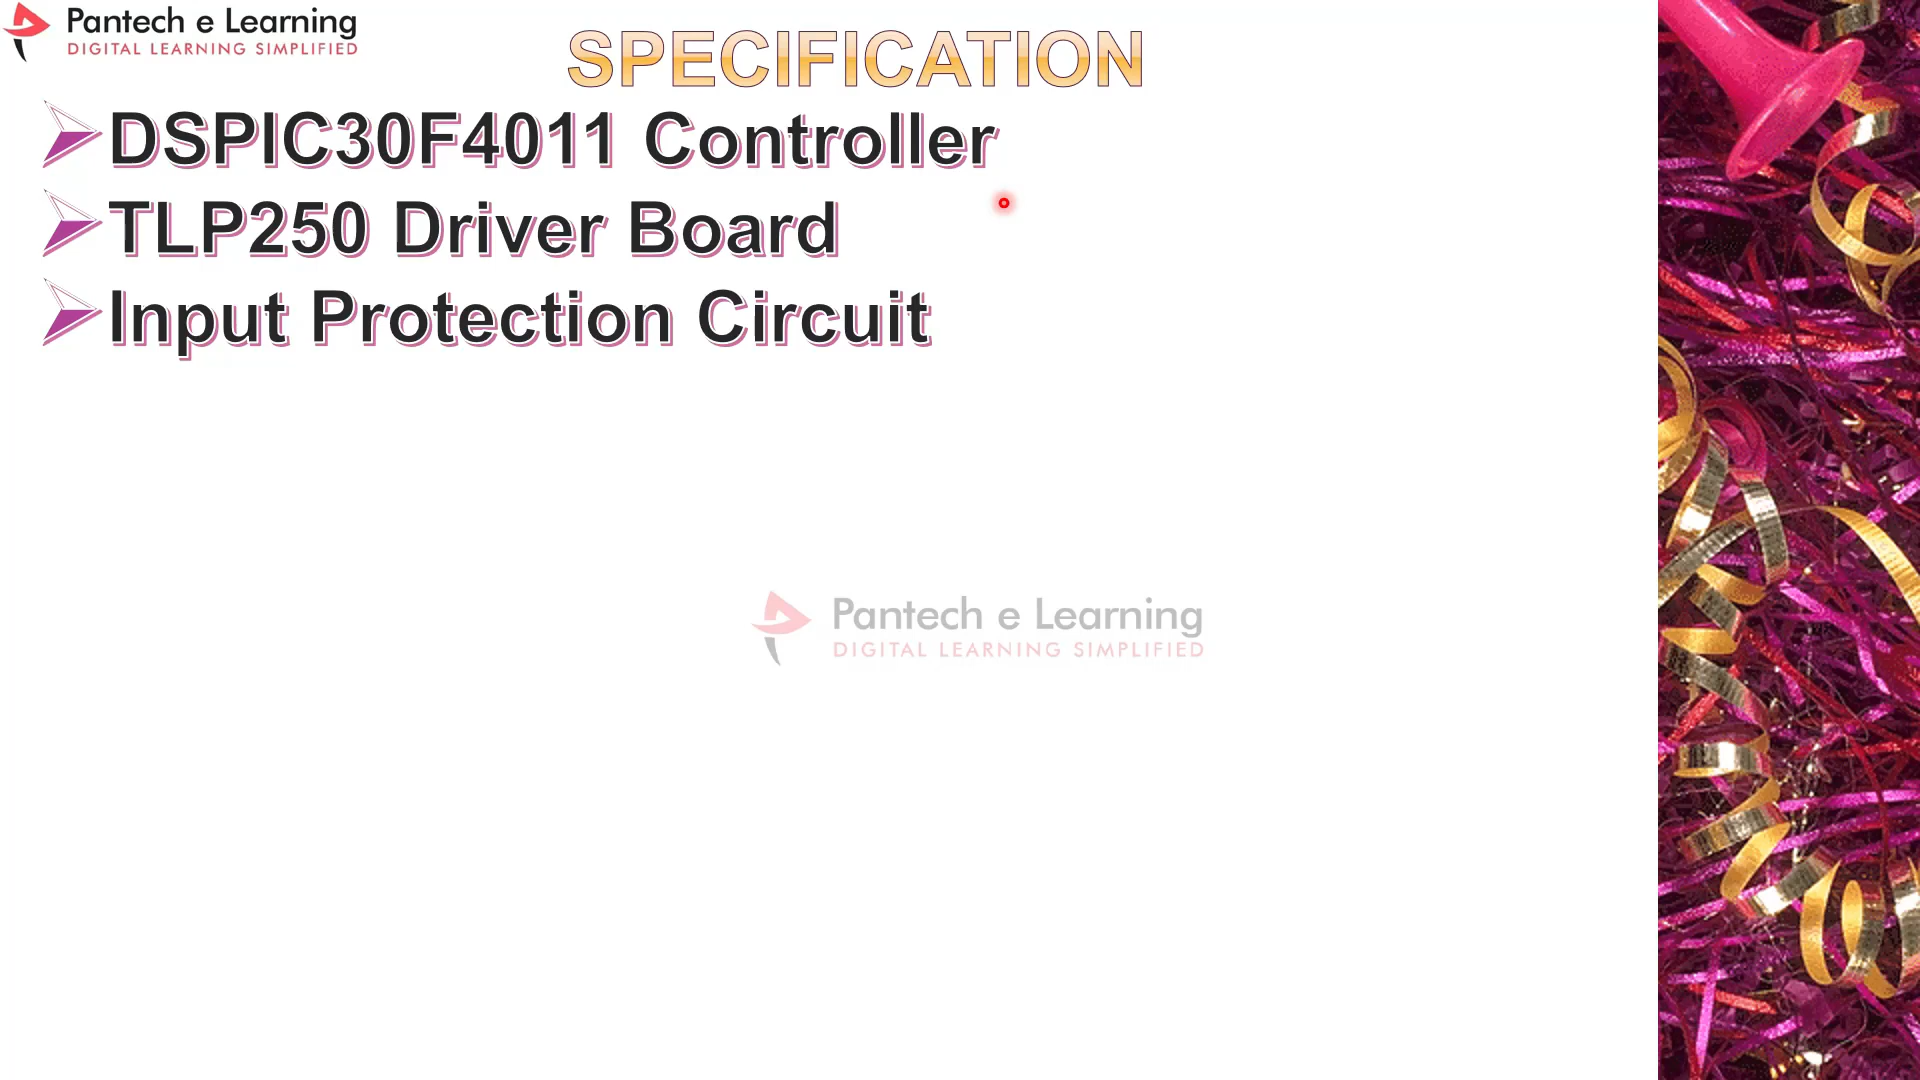 Pantech e Learning
DIGITAL LEARNING SIMPLIFIED
SPECIFICATION
DSPIC30F4011 Controller
TLP250 Driver Board
Input Protection Circuit
Pantech e Learning
DIGITAL LEARNING SIMPLIFIED